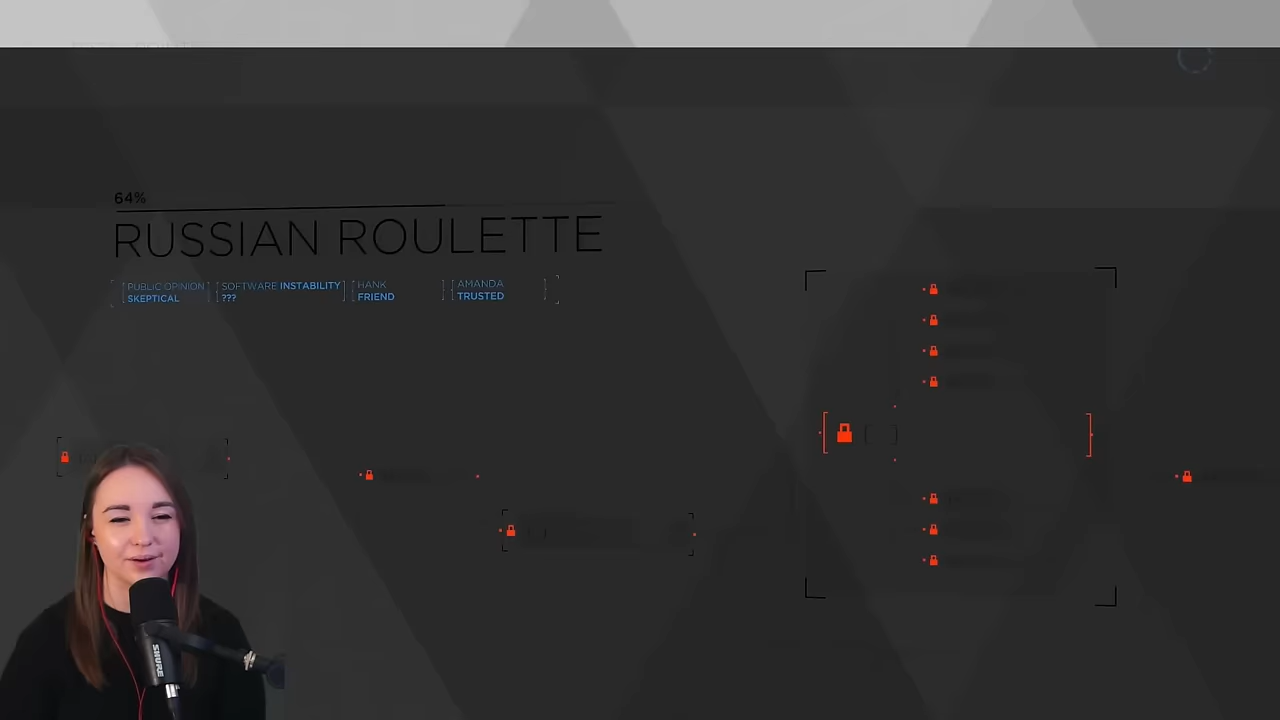 64%
RUSSIAN ROULETTE
PUBLIC OPINION SOFTWARE INSTABILITY HANK AMANDA
SKEPTICAL ??? FRIEND TRUSTED
SHURE